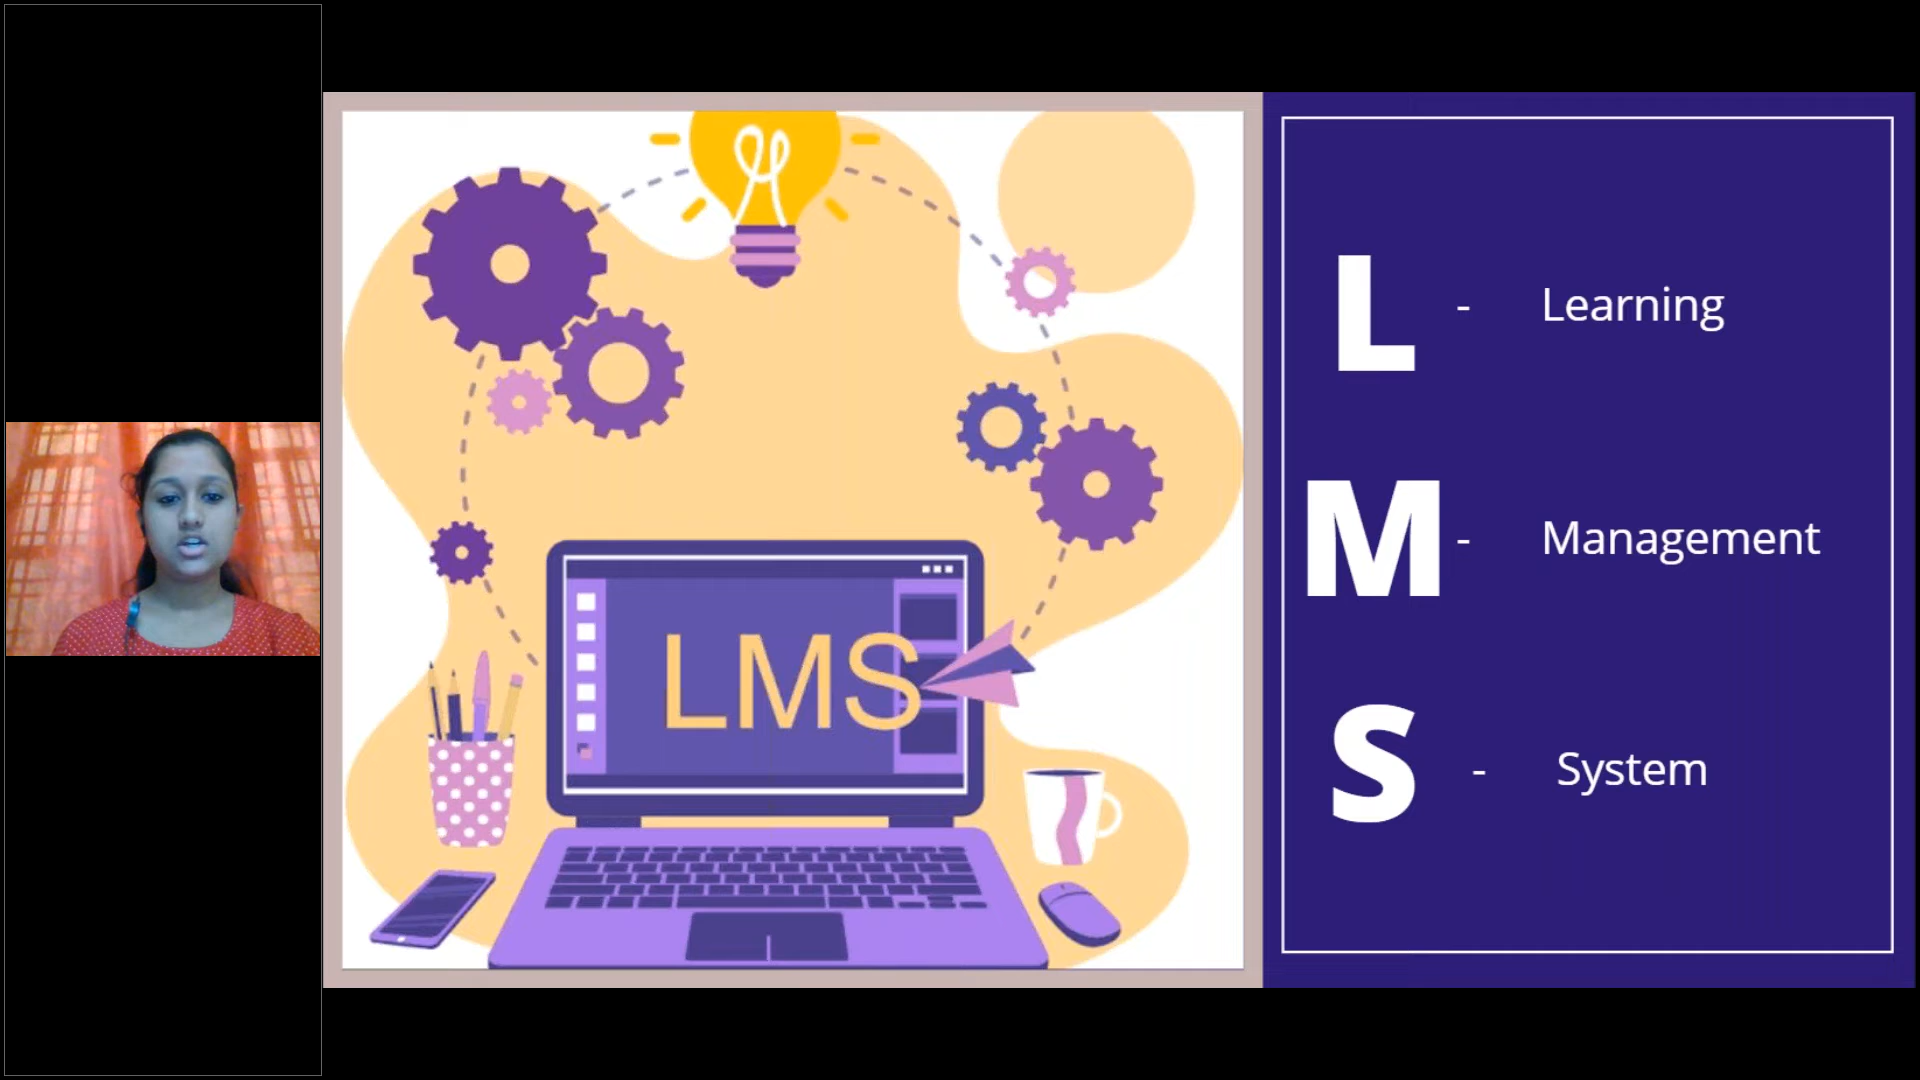 LMS
L - Learning
M - Management
S - System